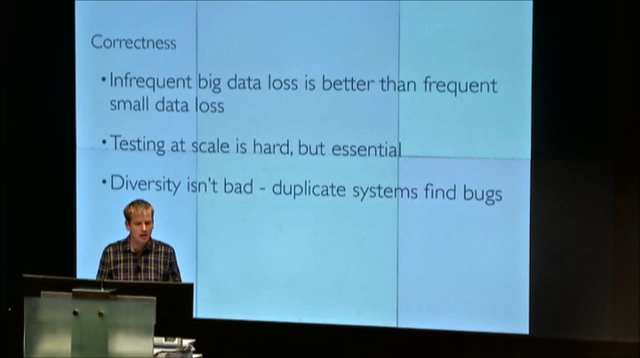 Correctness
• Infrequent big data loss is better than frequent
small data loss
• Testing at scale is hard, but essential
• Diversity isn't bad - duplicate systems find bugs